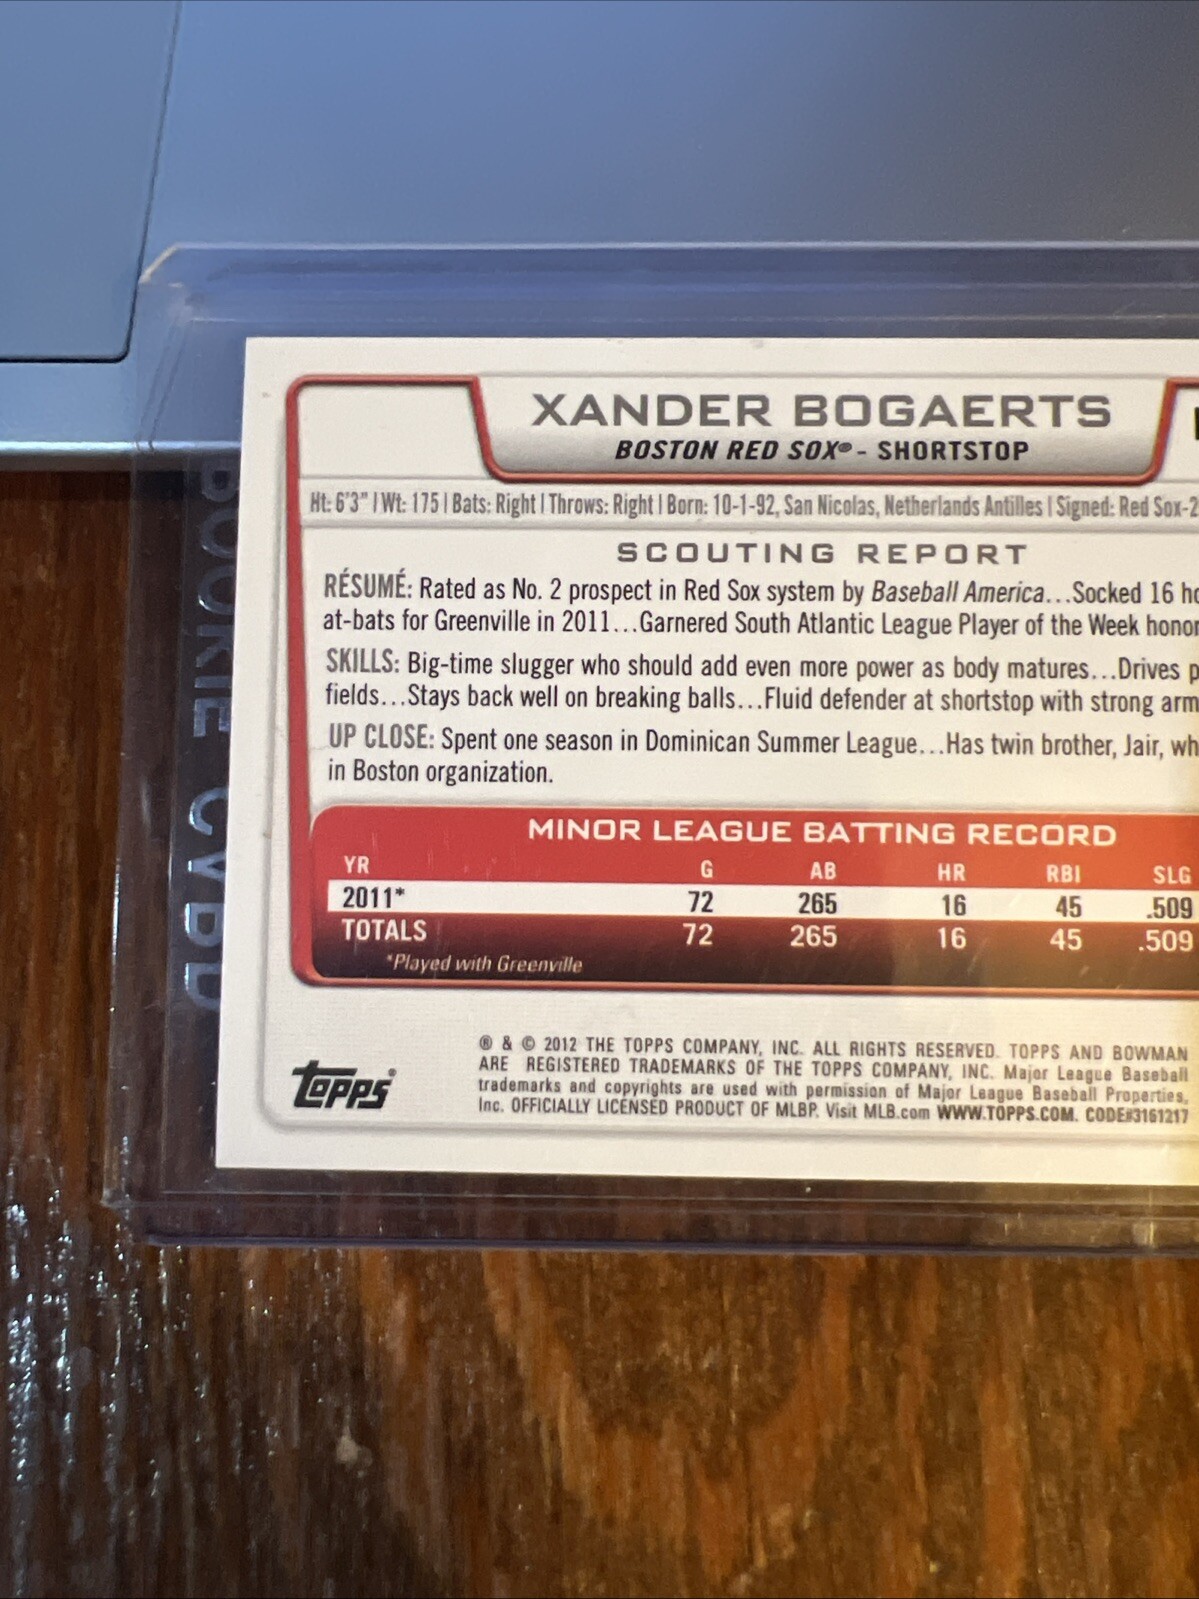 XANDER BOGAERTS
BOSTON RED SOX® - SHORTSTOP
Ht: 6'3" | Wt: 175 | Bats: Right | Throws: Right | Born: 10-1-92, San Nicolas, Netherlands Antilles | Signed: Red Sox-2
SCOUTING REPORT
RÉSUMÉ: Rated as No. 2 prospect in Red Sox system by Baseball America...Socked 16 ho
at-bats for Greenville in 2011...Garnered South Atlantic League Player of the Week honor
SKILLS: Big-time slugger who should add even more power as body matures...Drives p
fields...Stays back well on breaking balls...Fluid defender at shortstop with strong arm
UP CLOSE: Spent one season in Dominican Summer League...Has twin brother, Jair, wh
in Boston organization.
MINOR LEAGUE BATTING RECORD
YR G AB HR RBI SLG
2011* 72 265 16 45 .509
TOTALS 72 265 16 45 .509
*Played with Greenville
® & © 2012 THE TOPPS COMPANY, INC. ALL RIGHTS RESERVED. TOPPS AND BOWMAN
ARE REGISTERED TRADEMARKS OF THE TOPPS COMPANY, INC. Major League Baseball
trademarks and copyrights are used with permission of Major League Baseball Properties,
Inc. OFFICIALLY LICENSED PRODUCT OF MLBP. Visit MLB.com WWW.TOPPS.COM. CODE#3161217
TOPPS®
ROOKIE CARD